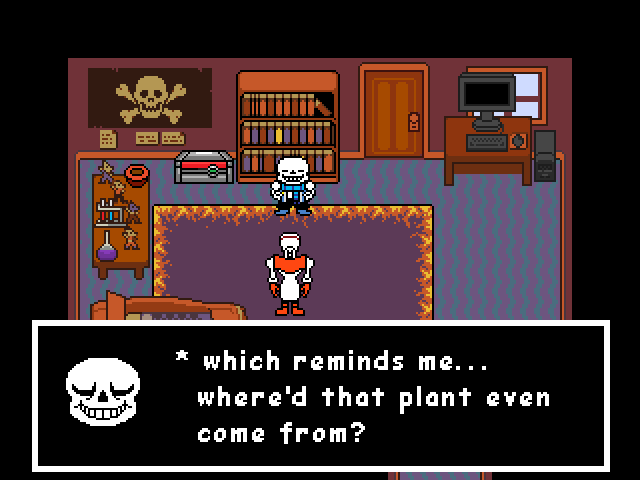 * which reminds me...
where'd that plant even
come from?